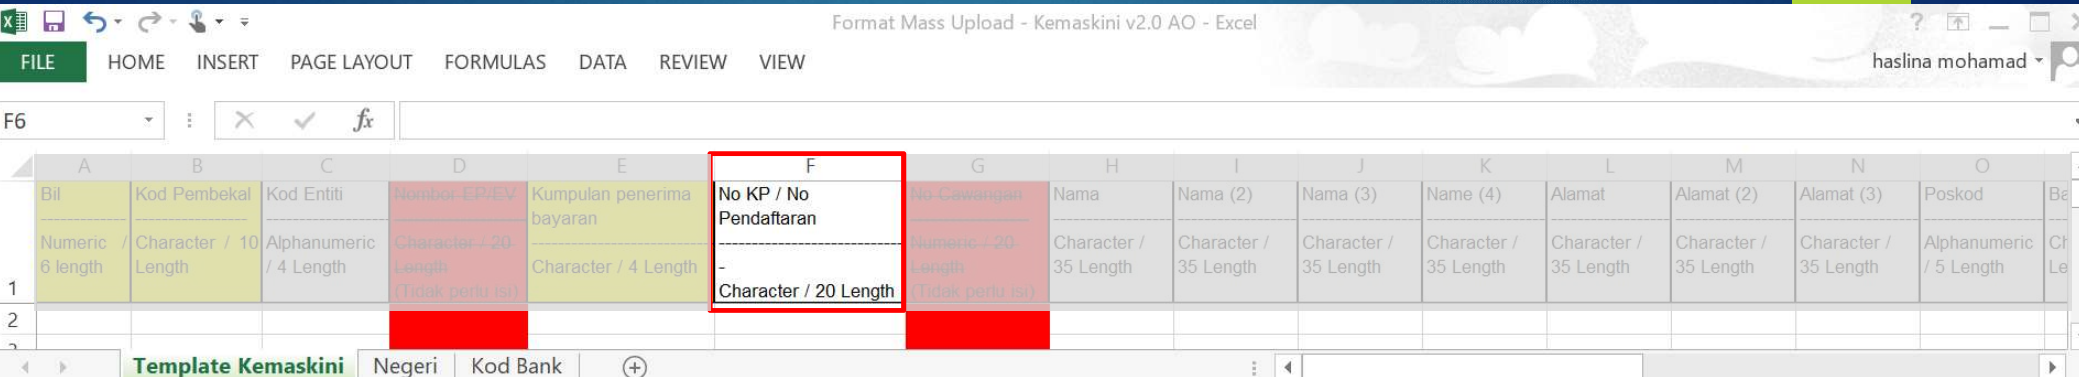 Format Mass Upload - Kemaskini v2.0 AO - Excel
FILE HOME INSERT PAGE LAYOUT FORMULAS DATA REVIEW VIEW
haslina mohamad
F6
fx
A B C D E F G H I J K L M N O
1
Bil
Numeric / 6 length
Kod Pembekal
Character / 10 Length
Kod Entiti
Alphanumeric / 4 Length
Nombor EP/EV
Character / 20 Length
(Tidak perlu isi)
Kumpulan penerima bayaran
Character / 4 Length
No KP / No
Pendaftaran
-
Character / 20 Length
No Cawangan
Numeric / 20 Length
(Tidak perlu isi)
Nama
Character / 35 Length
Nama (2)
Character / 35 Length
Nama (3)
Character / 35 Length
Name (4)
Character / 35 Length
Alamat
Character / 35 Length
Alamat (2)
Character / 35 Length
Alamat (3)
Character / 35 Length
Poskod
Alphanumeric / 5 Length
2
Template Kemaskini Negeri Kod Bank